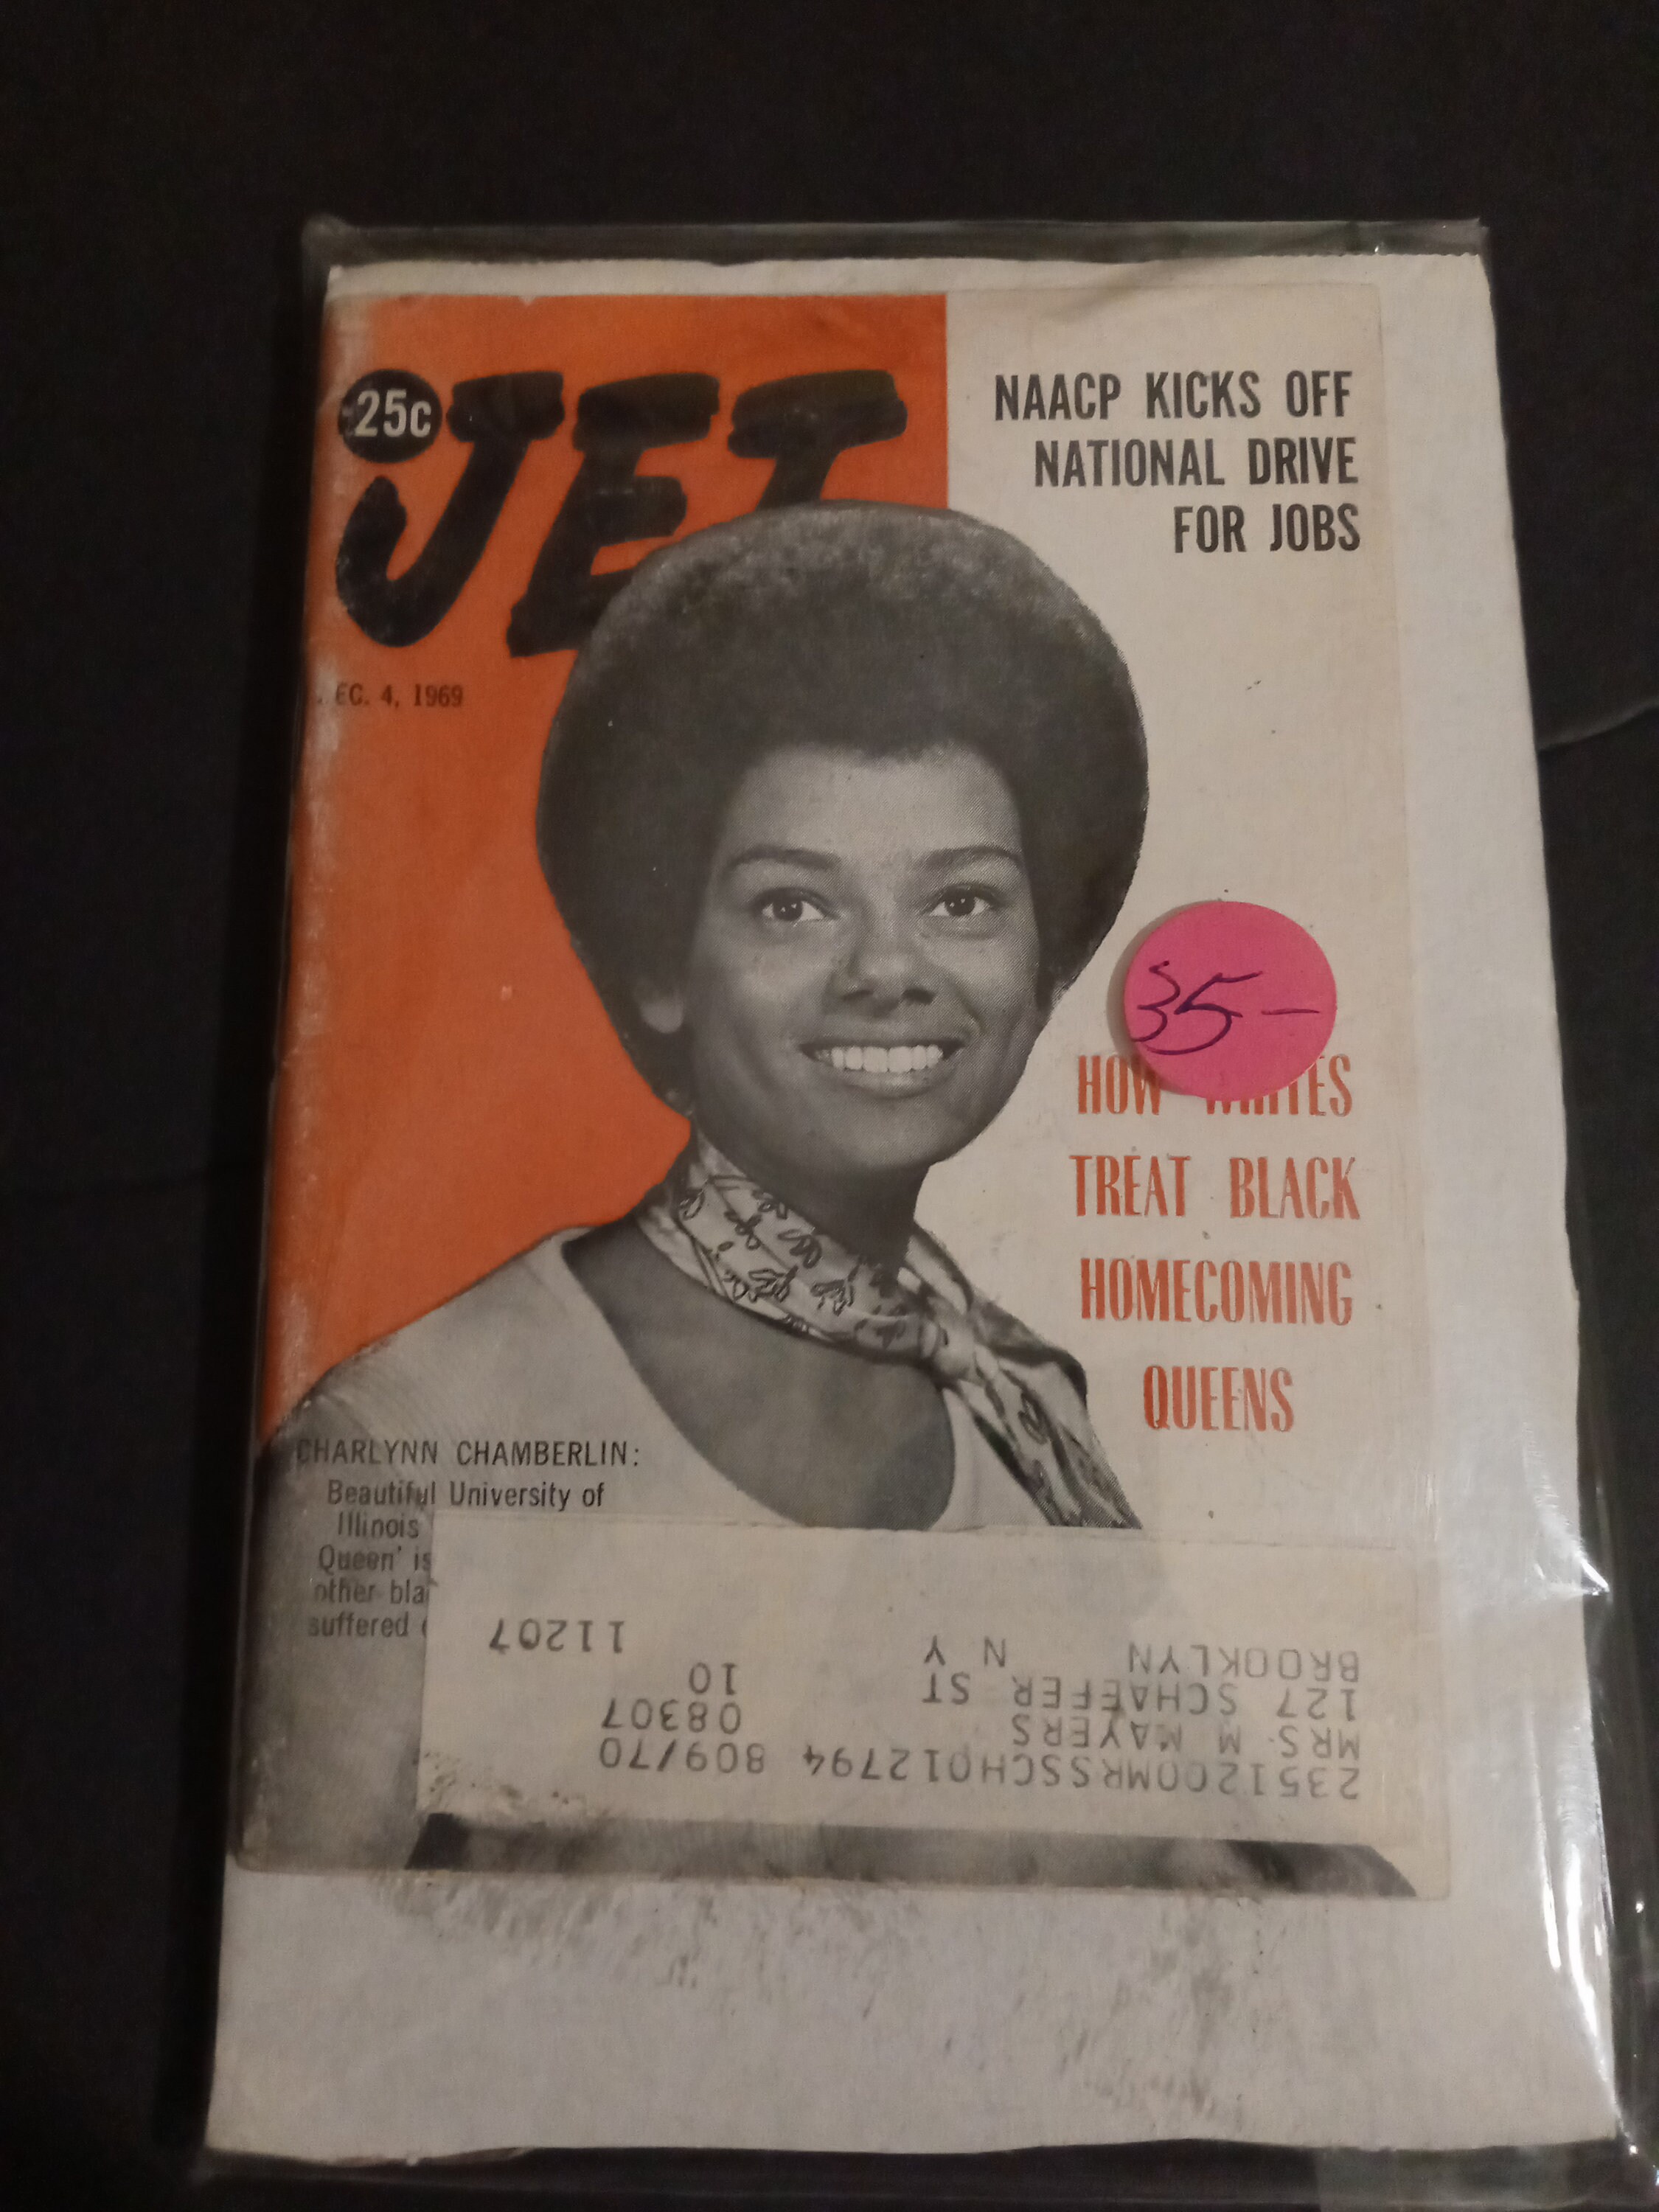 25c
JET
EC. 4, 1969
NAACP KICKS OFF
NATIONAL DRIVE
FOR JOBS
35-
HOW WHITES
TREAT BLACK
HOMECOMING
QUEENS
CHARLYNN CHAMBERLIN:
Beautiful University of
Illinois
Queen' is
other bla
suffered
2351200MRSSCH012794 809/70
MRS M MAYERS 08307
127 SCHAEFER ST 10
BROOKLYN N Y 11207